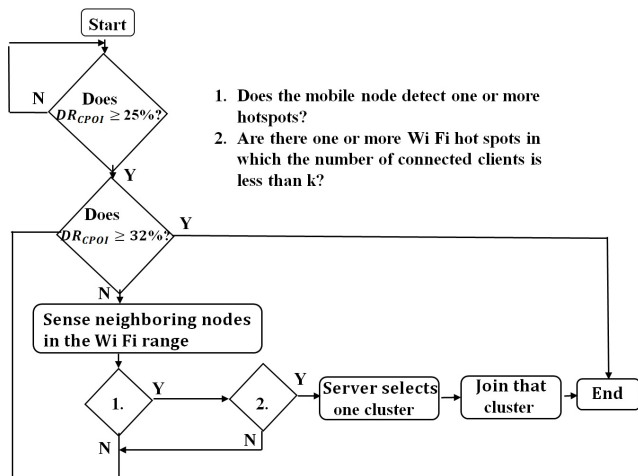 Start
N
Does
DR_CPOI ≥ 25%?
1. Does the mobile node detect one or more
hotspots?
2. Are there one or more Wi Fi hot spots in
which the number of connected clients is
less than k?
Y
Does
DR_CPOI ≥ 32%?
Y
N
Sense neighboring nodes
in the Wi Fi range
1.
Y
2.
Y
Server selects
one cluster
Join that
cluster
End
N
N